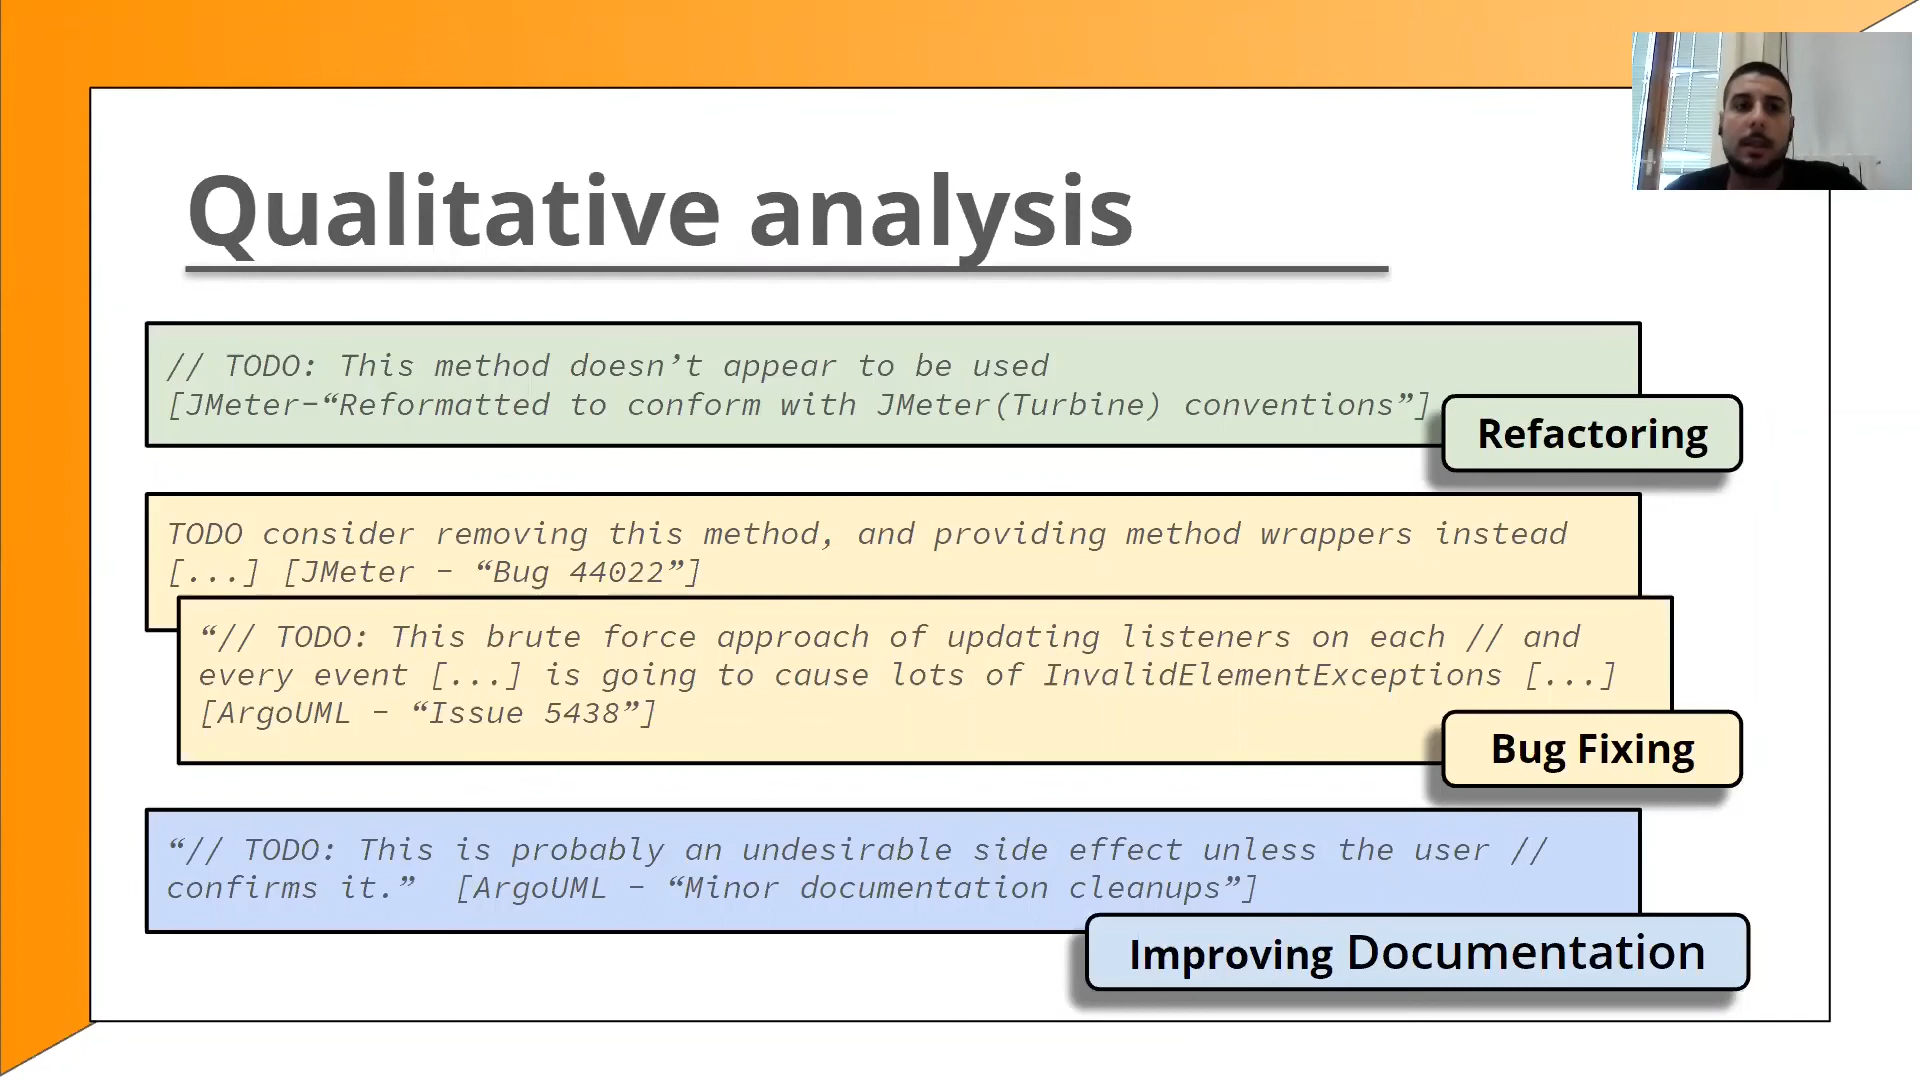 Qualitative analysis
// TODO: This method doesn’t appear to be used
[JMeter-“Reformatted to conform with JMeter(Turbine) conventions”]
Refactoring
TODO consider removing this method, and providing method wrappers instead
[...] [JMeter - “Bug 44022”]
“// TODO: This brute force approach of updating listeners on each // and
every event [...] is going to cause lots of InvalidElementExceptions [...]
[ArgoUML - “Issue 5438”]
Bug Fixing
“// TODO: This is probably an undesirable side effect unless the user //
confirms it.” [ArgoUML - “Minor documentation cleanups”]
Improving Documentation